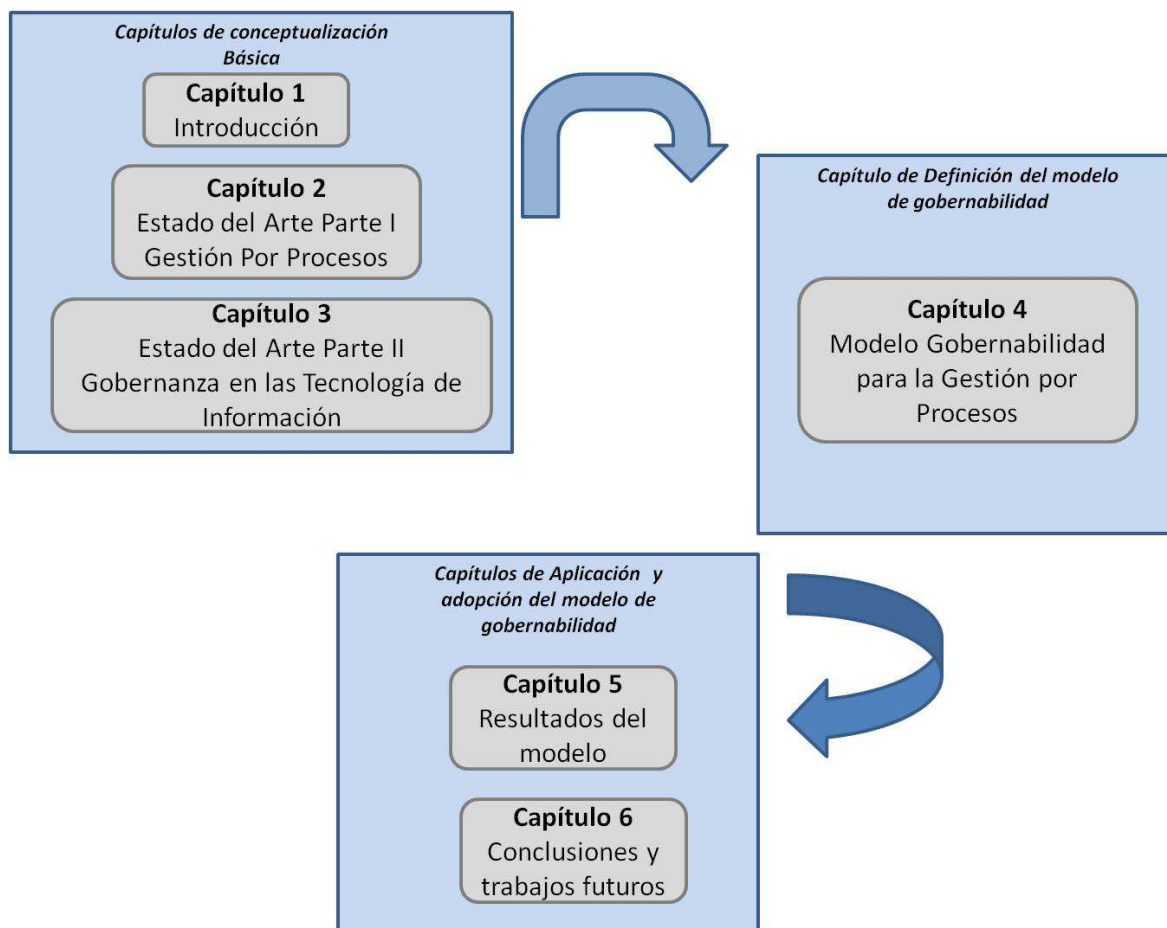 Capítulos de conceptualización
Básica
Capítulo 1
Introducción
Capítulo 2
Estado del Arte Parte I
Gestión Por Procesos
Capítulo 3
Estado del Arte Parte II
Gobernanza en las Tecnología de
Información
Capítulo de Definición del modelo
de gobernabilidad
Capítulo 4
Modelo Gobernabilidad
para la Gestión por
Procesos
Capítulos de Aplicación y
adopción del modelo de
gobernabilidad
Capítulo 5
Resultados del
modelo
Capítulo 6
Conclusiones y
trabajos futuros